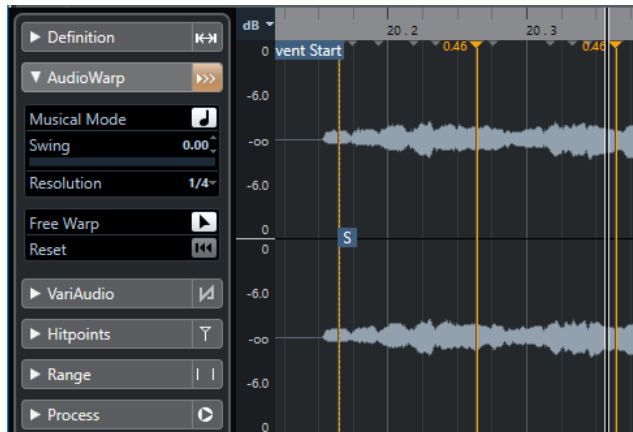 Definition
AudioWarp
Musical Mode
Swing 0.00
Resolution 1/4
Free Warp
Reset
VariAudio
Hitpoints
Range
Process
dB
20.2 20.3
0 vent Start 0.46 0.46
-6.0
-∞
-6.0
0
0
S
-6.0
-∞
-6.0
0